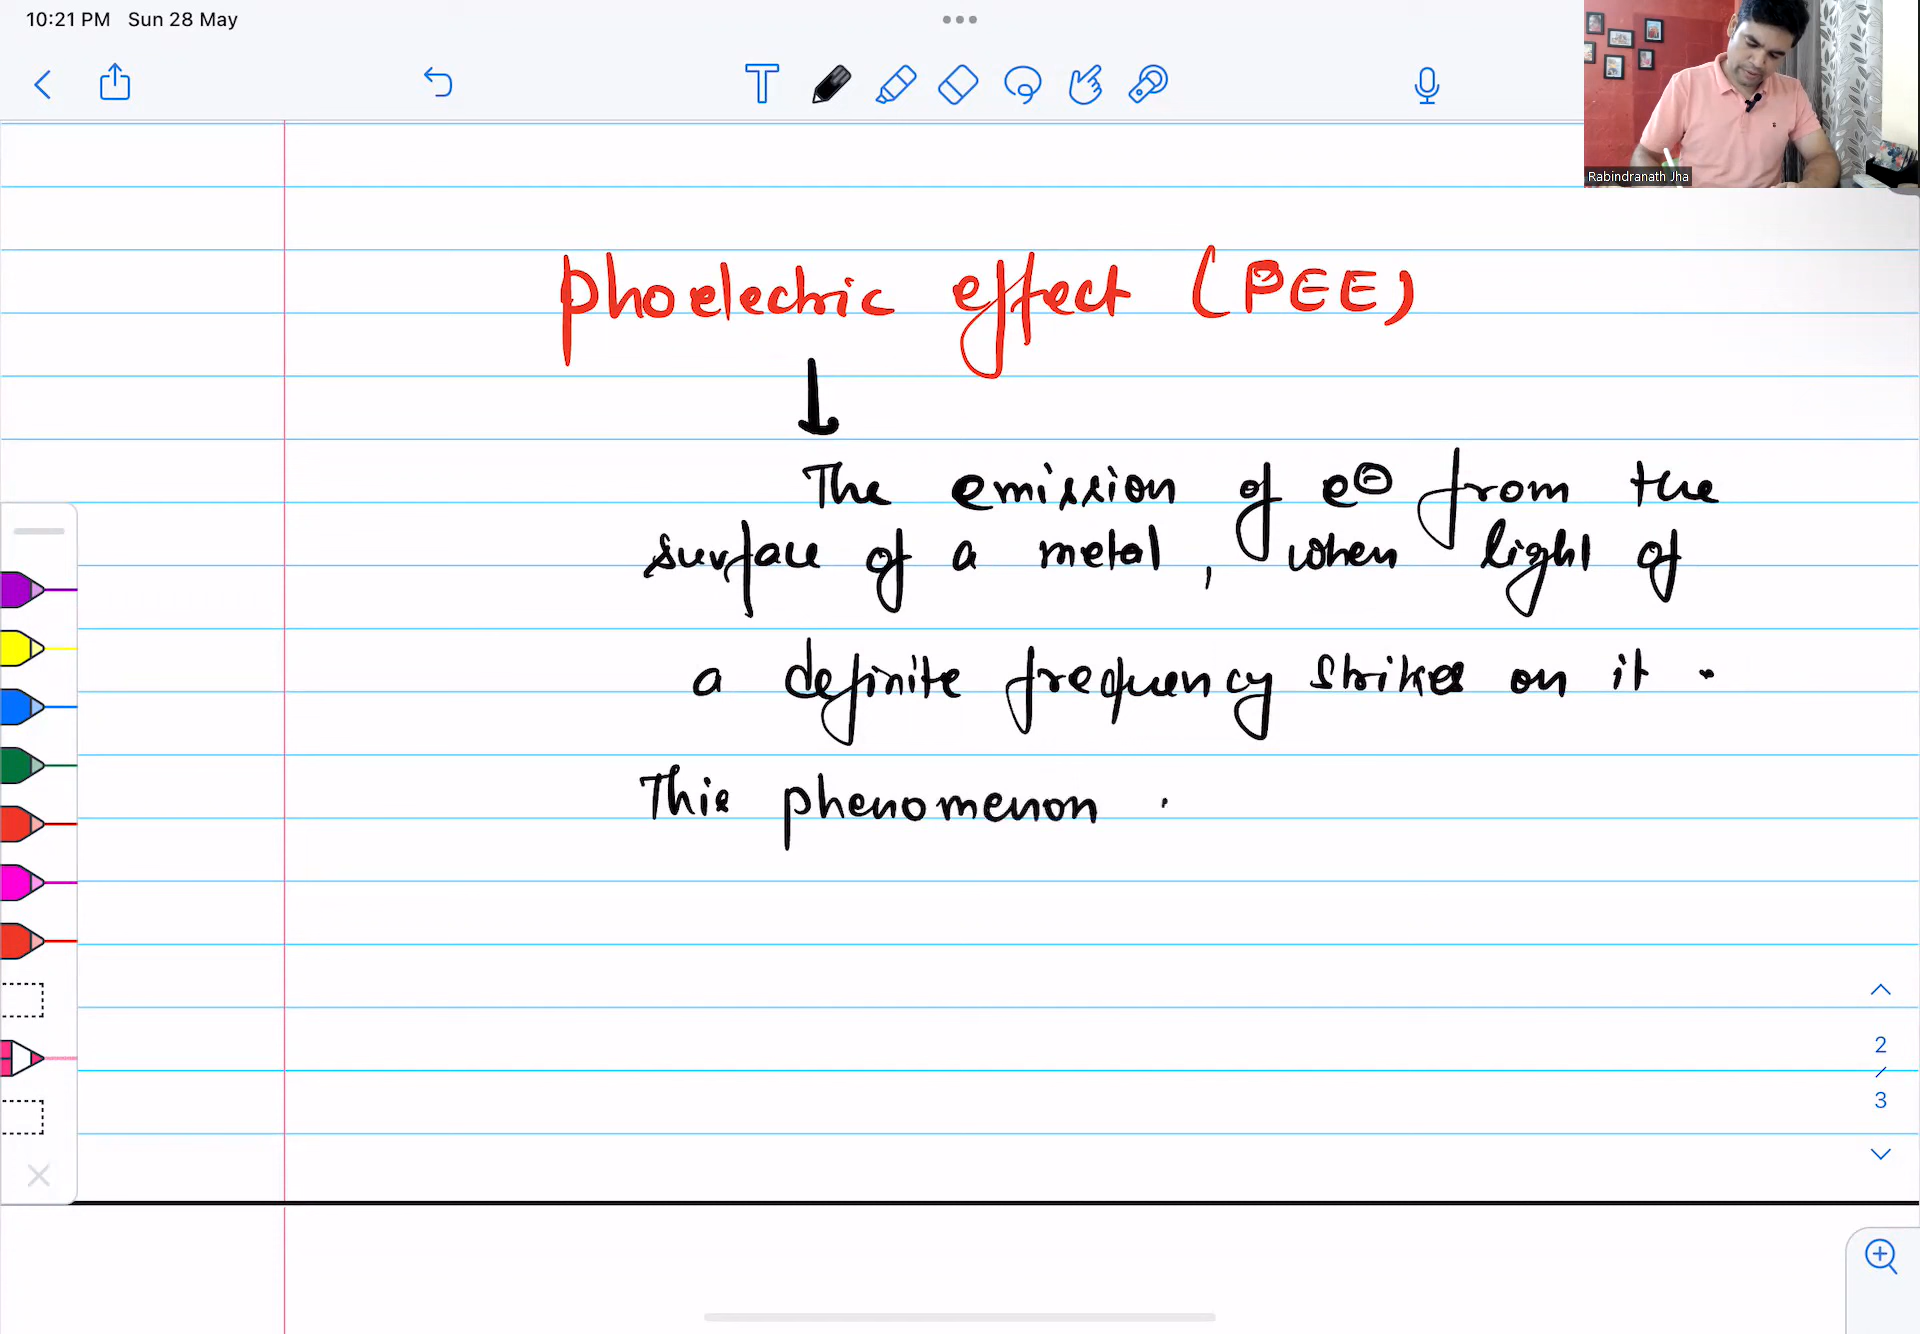 10:21 PM Sun 28 May
Rabindranath Jha
phoelectric effect (PEE)
The emission of e⊖ from the
surface of a metal, when light of
a definite frequency strikes on it .
This phenomenon .
2
/
3